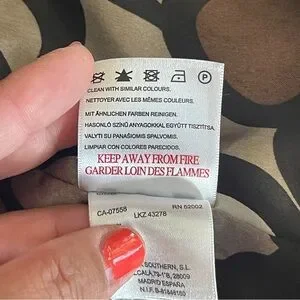 CLEAN WITH SIMILAR COLOURS.
NETTOYER AVEC LES MÊMES COULEURS.
MIT ÄHNLICHEN FARBEN REINIGEN.
HASONLÓ SZÍNŰ ANYAGOKKAL EGYÜTT TISZTÍTSA.
VALYTI SU PANAŠIOMIS SPALVOMIS.
LIMPIAR CON COLORES PARECIDOS.
KEEP AWAY FROM FIRE
GARDER LOIN DES FLAMMES
CA-07558 RN 62002
LKZ 43278
SOUTHERN, S.L.
MADRID ESPAÑA
N.I.F.